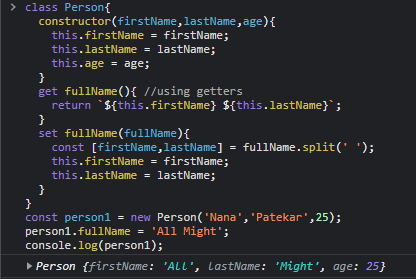 class Person{
  constructor(firstName,lastName,age){
    this.firstName = firstName;
    this.lastName = lastName;
    this.age = age;
  }
  get fullName(){ //using getters
    return `${this.firstName} ${this.lastName}`;
  }
  set fullName(fullName){
    const [firstName,lastName] = fullName.split(' ');
    this.firstName = firstName;
    this.lastName = lastName;
  }
}
const person1 = new Person('Nana','Patekar',25);
person1.fullName = 'All Might';
console.log(person1);
Person {firstName: 'All', lastName: 'Might', age: 25}